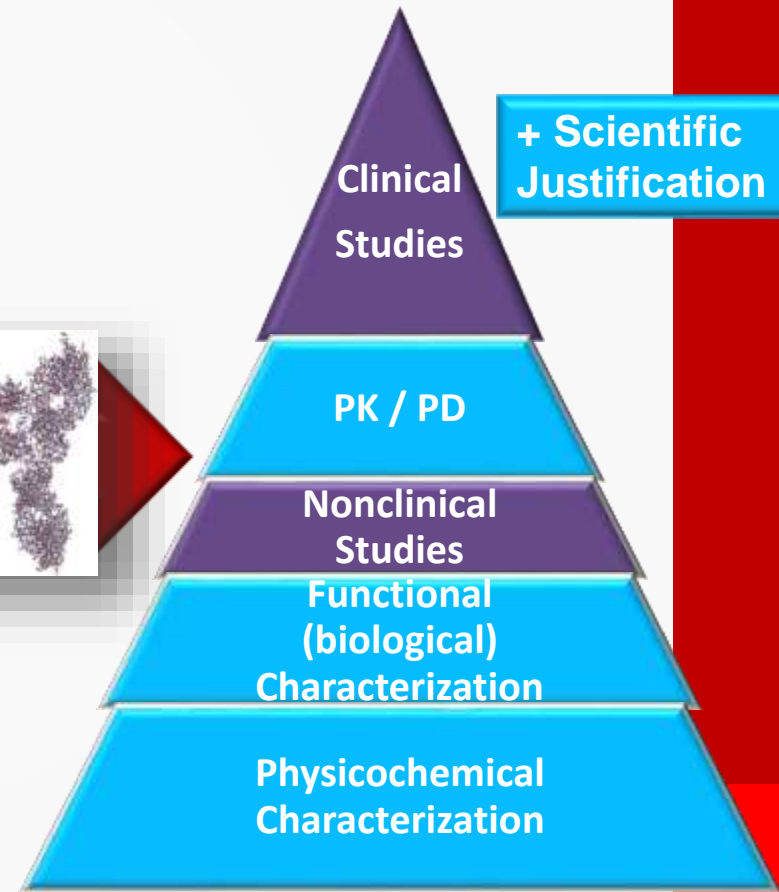 + Scientific
Justification
Clinical
Studies
PK / PD
Nonclinical
Studies
Functional
(biological)
Characterization
Physicochemical
Characterization